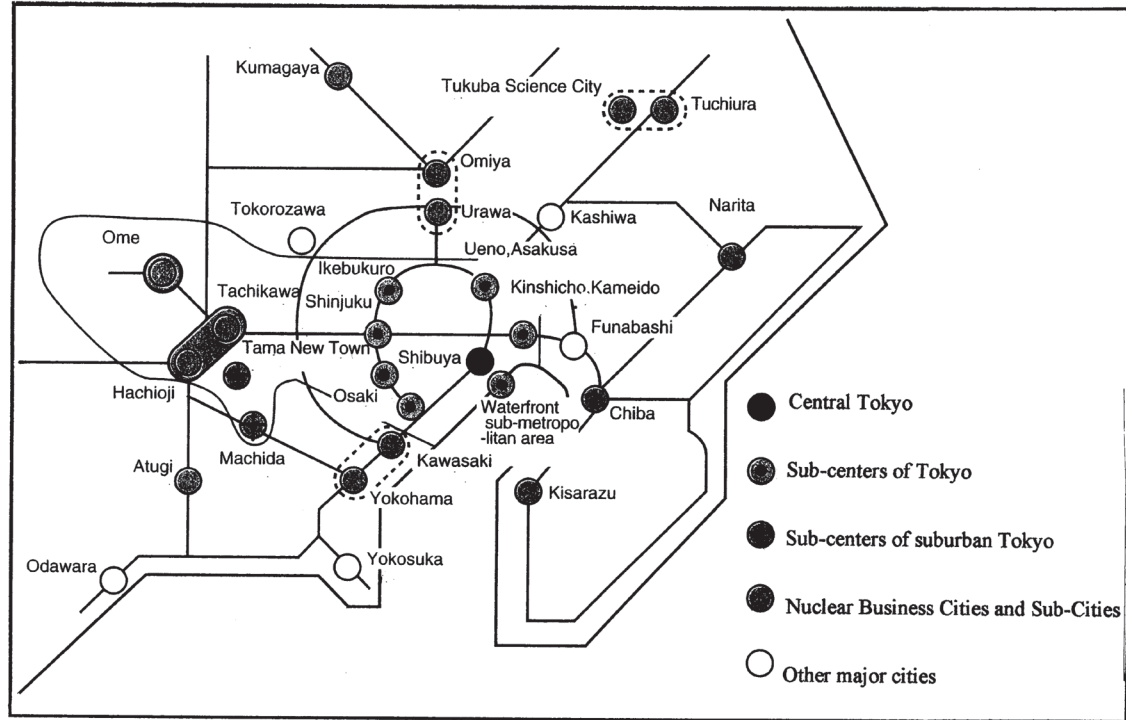 Kumagaya
Tukuba Science City
Tuchiura
Omiya
Tokorozawa
Urawa
Kashiwa
Narita
Ome
Ueno,Asakusa
Ikebukuro
Tachikawa
Shinjuku
Kinshicho.Kameido
Funabashi
Tama New Town
Shibuya
Hachioji
Osaki
Waterfront
sub-metropo
-litan area
Chiba
Machida
Kawasaki
Atugi
Yokohama
Kisarazu
Odawara
Yokosuka
Central Tokyo
Sub-centers of Tokyo
Sub-centers of suburban Tokyo
Nuclear Business Cities and Sub-Cities
Other major cities